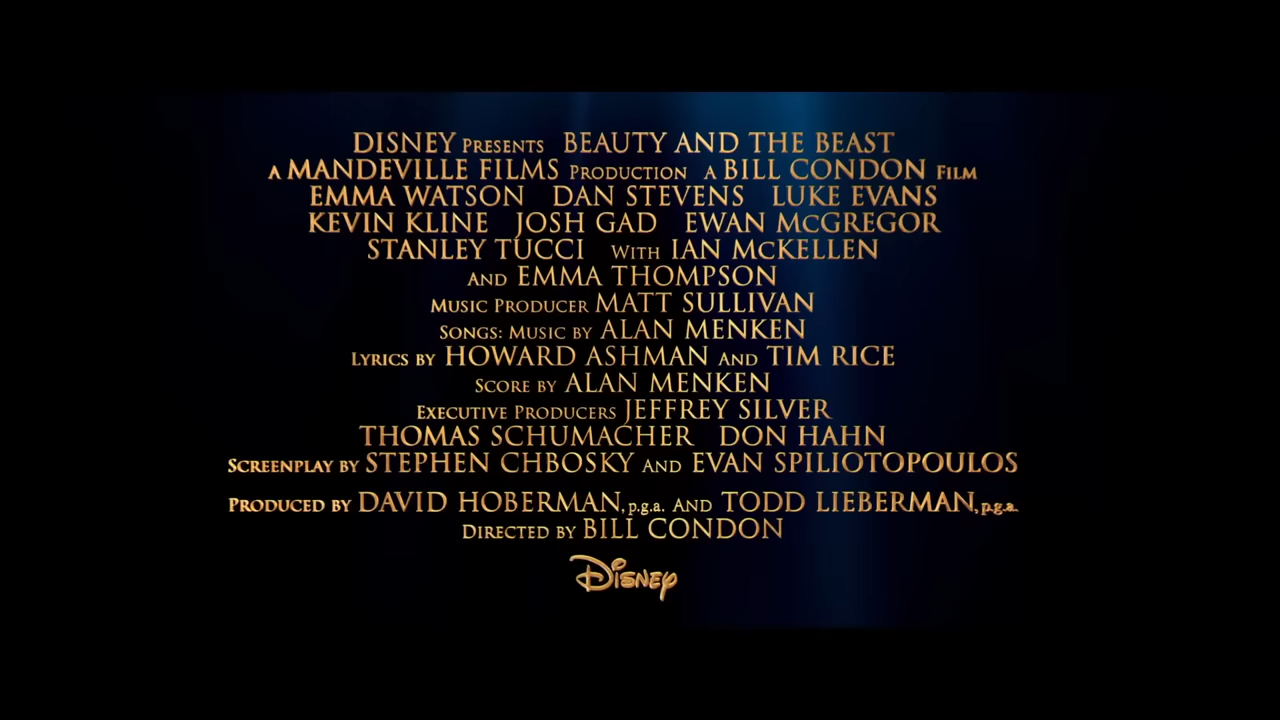 DISNEY PRESENTS BEAUTY AND THE BEAST
A MANDEVILLE FILMS PRODUCTION A BILL CONDON FILM
EMMA WATSON DAN STEVENS LUKE EVANS
KEVIN KLINE JOSH GAD EWAN McGREGOR
STANLEY TUCCI WITH IAN McKELLEN
AND EMMA THOMPSON
MUSIC PRODUCER MATT SULLIVAN
SONGS: MUSIC BY ALAN MENKEN
LYRICS BY HOWARD ASHMAN AND TIM RICE
SCORE BY ALAN MENKEN
EXECUTIVE PRODUCERS JEFFREY SILVER
THOMAS SCHUMACHER DON HAHN
SCREENPLAY BY STEPHEN CHBOSKY AND EVAN SPILIOTOPOULOS
PRODUCED BY DAVID HOBERMAN, p.g.a. AND TODD LIEBERMAN, p.g.a.
DIRECTED BY BILL CONDON
DISNEY